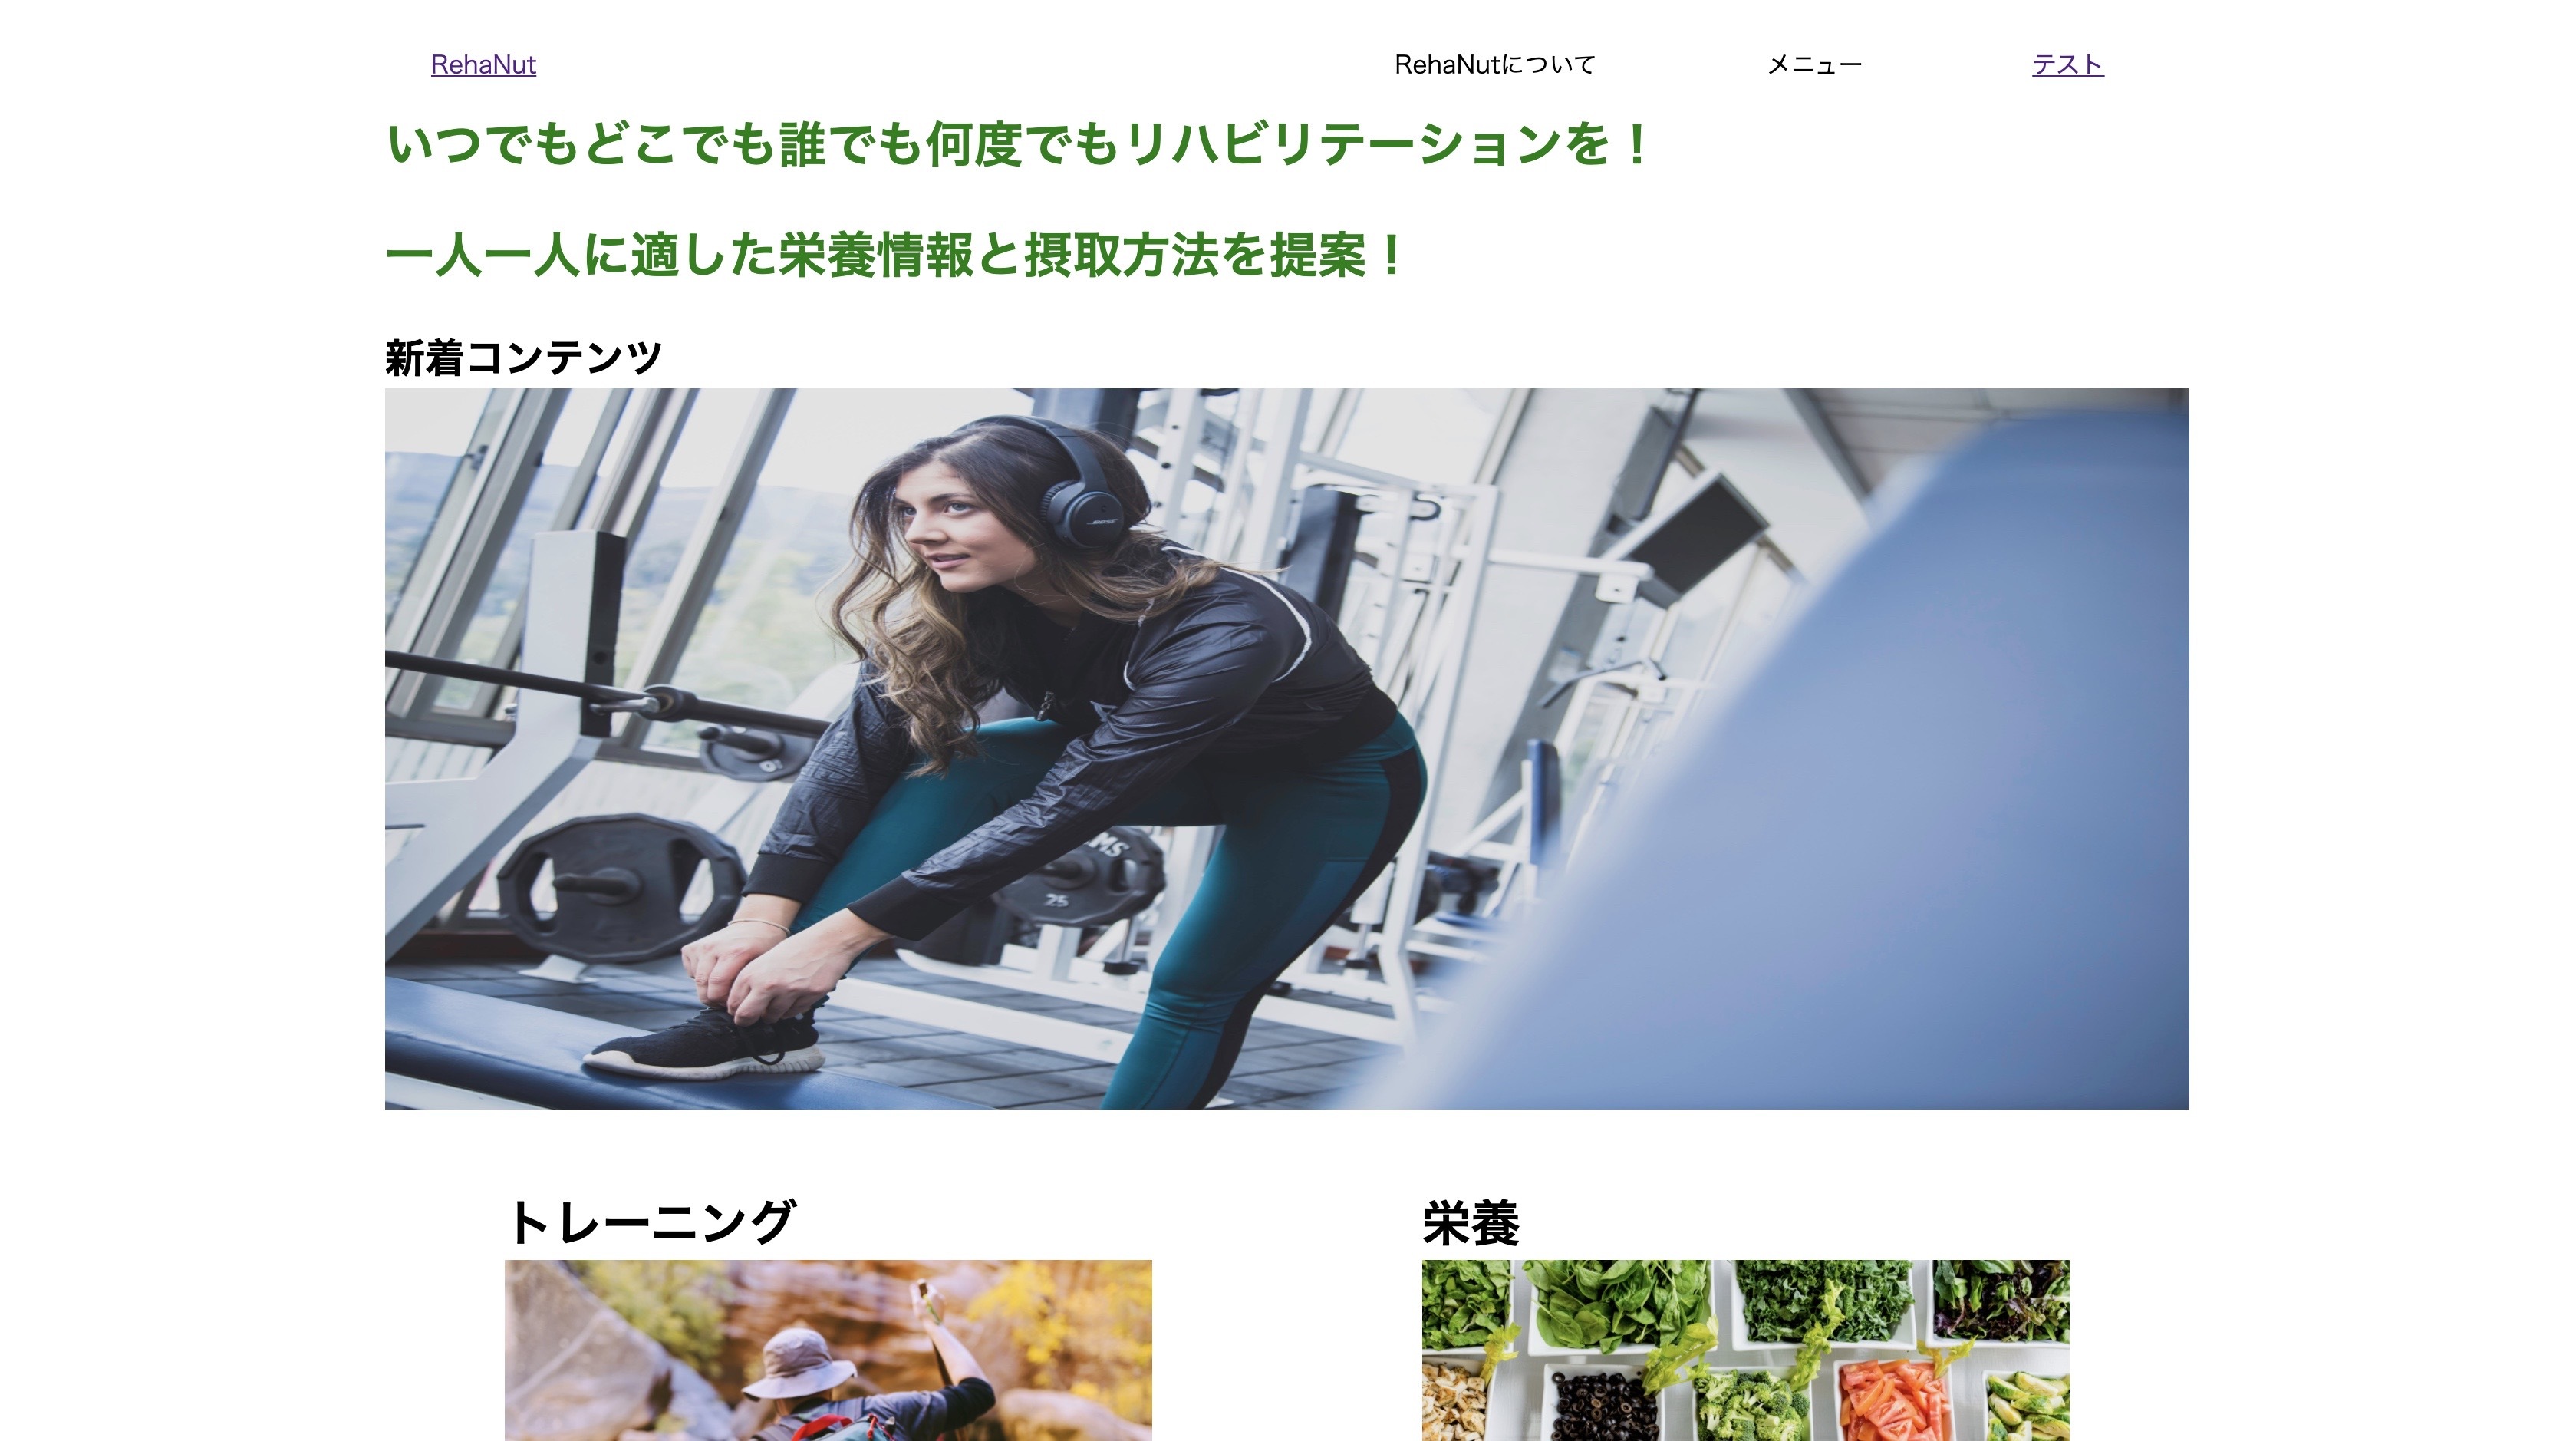 RehaNut
RehaNutについて
メニュー
テスト
いつでもどこでも誰でも何度でもリハビリテーションを！
一人一人に適した栄養情報と摂取方法を提案！
新着コンテンツ
BOSE
MS
25
トレーニング
栄養